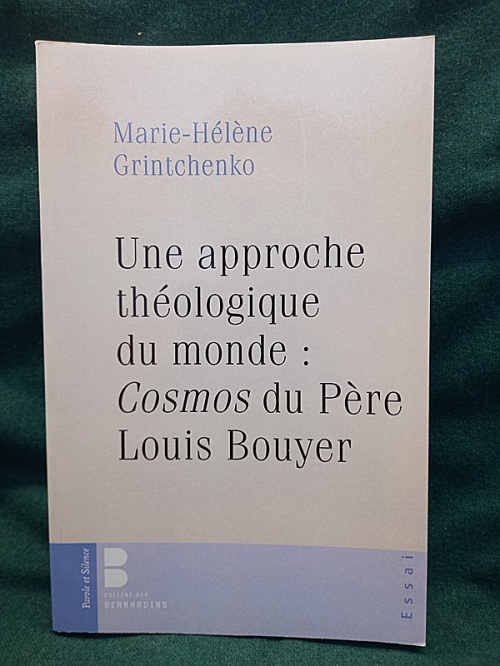 Marie-Hélène
Grintchenko
Une approche
théologique
du monde :
Cosmos du Père
Louis Bouyer
Parole et Silence
B
COLLÈGE DES
BERNARDINS
Essai